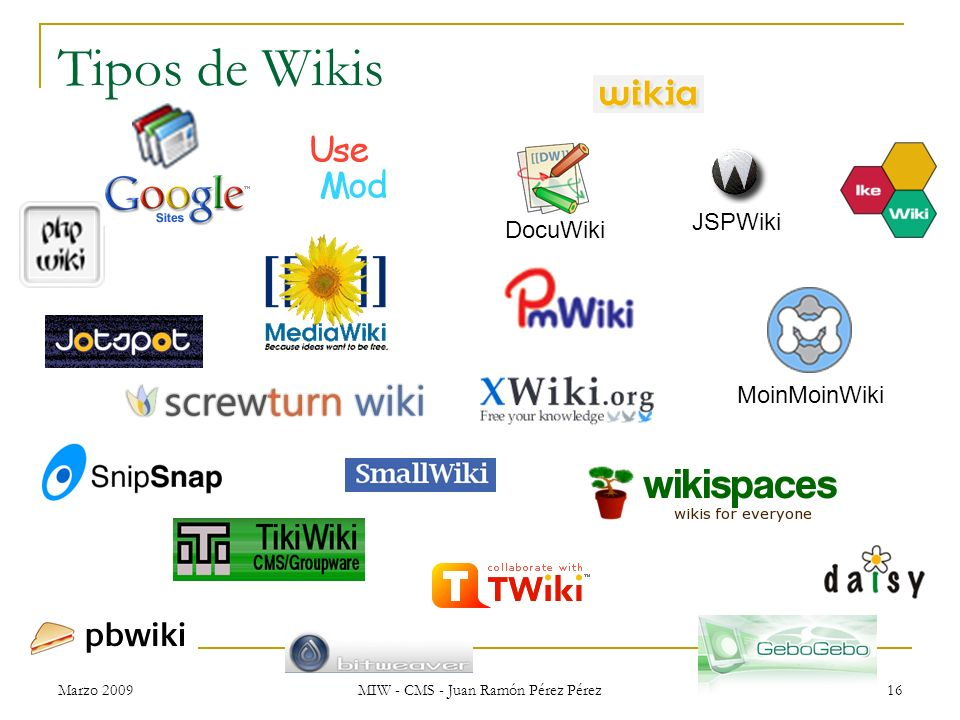 Tipos de Wikis
wikia
Google™
Sites
Use
Mod
[[DW]]
DocuWiki
JSPWiki
Ike
Wiki
php
wiki
[[]]
MediaWiki
Because ideas want to be free.
PmWiki
Jotspot
MoinMoinWiki
screwturn wiki
XWiki.org
Free your knowledge
SnipSnap
SmallWiki
wikispaces
wikis for everyone
TikiWiki
CMS/Groupware
collaborate with
TWiki™
daisy
pbwiki
bitweaver
GeboGebo
Marzo 2009
MIW - CMS - Juan Ramón Pérez Pérez
16